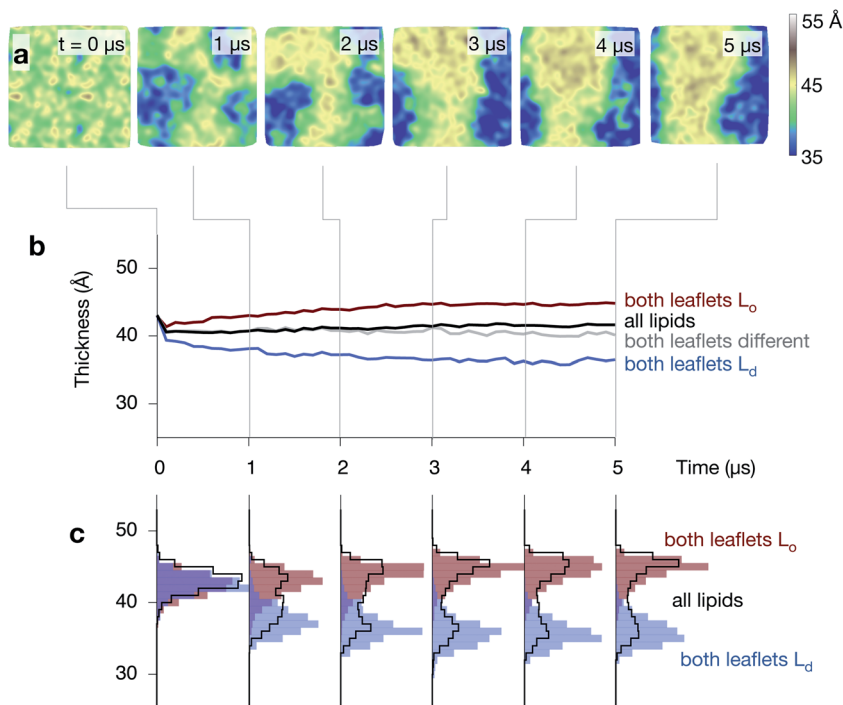 a
t = 0 µs
1 µs
2 µs
3 µs
4 µs
5 µs
55 Å
45
35
b
Thickness (Å)
50
40
30
both leaflets Lo
all lipids
both leaflets different
both leaflets Ld
0
1
2
3
4
5
Time (µs)
c
50
40
30
both leaflets Lo
all lipids
both leaflets Ld